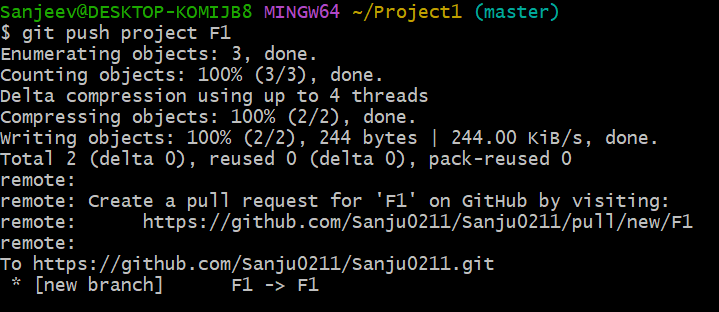 Sanjeev@DESKTOP-KOMIJB8 MINGW64 ~/Project1 (master)
$ git push project F1
Enumerating objects: 3, done.
Counting objects: 100% (3/3), done.
Delta compression using up to 4 threads
Compressing objects: 100% (2/2), done.
Writing objects: 100% (2/2), 244 bytes | 244.00 KiB/s, done.
Total 2 (delta 0), reused 0 (delta 0), pack-reused 0
remote:
remote: Create a pull request for 'F1' on GitHub by visiting:
remote:      https://github.com/Sanju0211/Sanju0211/pull/new/F1
remote:
To https://github.com/Sanju0211/Sanju0211.git
 * [new branch]      F1 -> F1